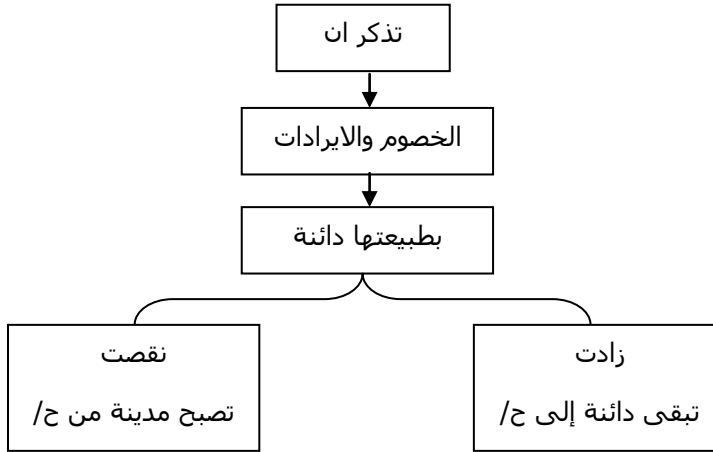 تذكر ان
الخصوم والايرادات
بطبيعتها دائنة
زادت
تبقى دائنة إلى ح/
نقصت
تصبح مدينة من ح/